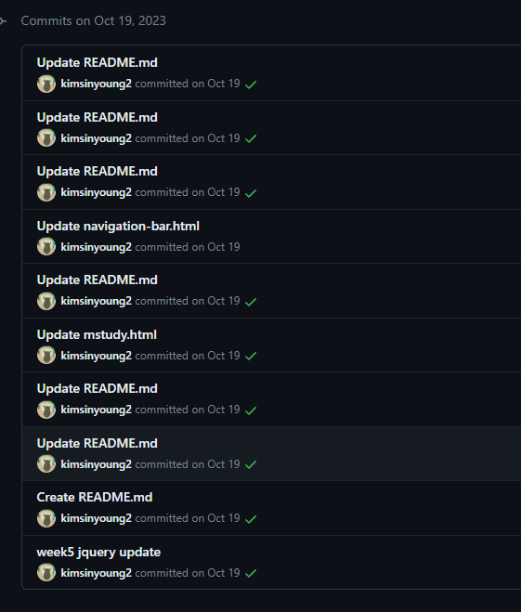 Commits on Oct 19, 2023
Update README.md
kimsinyoung2 committed on Oct 19
Update README.md
kimsinyoung2 committed on Oct 19
Update README.md
kimsinyoung2 committed on Oct 19
Update navigation-bar.html
kimsinyoung2 committed on Oct 19
Update README.md
kimsinyoung2 committed on Oct 19
Update mstudy.html
kimsinyoung2 committed on Oct 19
Update README.md
kimsinyoung2 committed on Oct 19
Update README.md
kimsinyoung2 committed on Oct 19
Create README.md
kimsinyoung2 committed on Oct 19
week5 jquery update
kimsinyoung2 committed on Oct 19